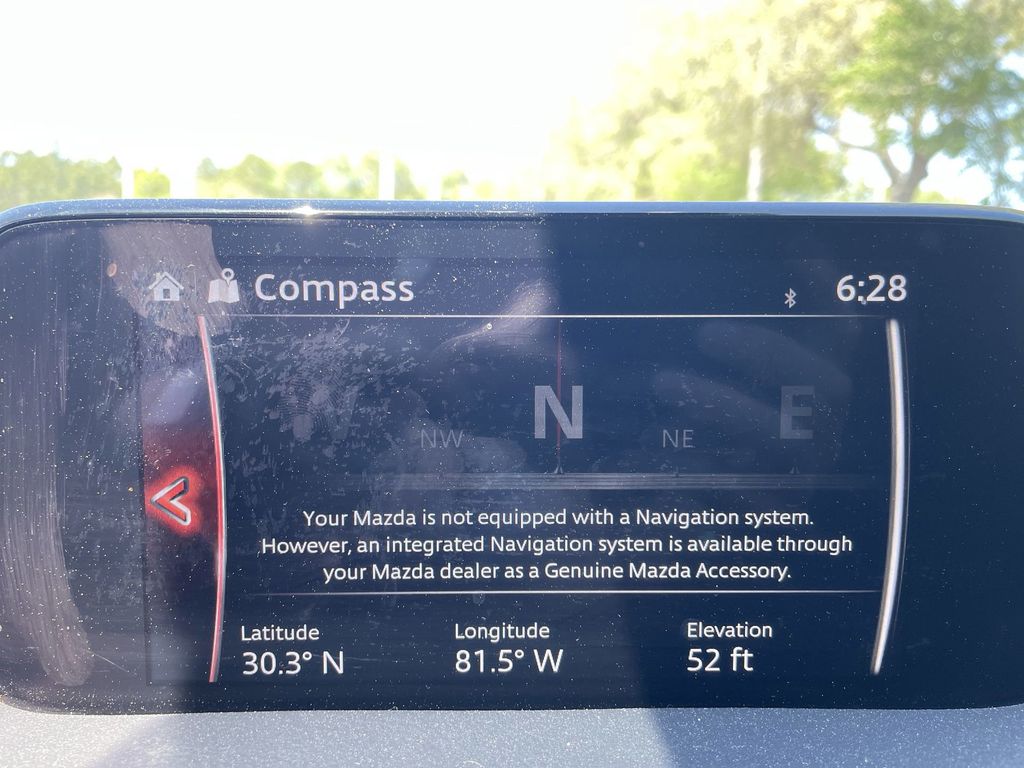 Compass 6:28
W NW N NE E
Your Mazda is not equipped with a Navigation system.
However, an integrated Navigation system is available through
your Mazda dealer as a Genuine Mazda Accessory.
Latitude Longitude Elevation
30.3° N 81.5° W 52 ft